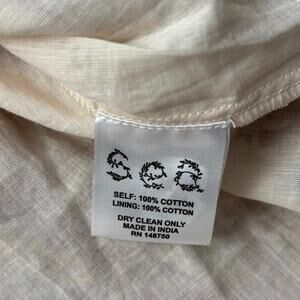 Sea
SELF: 100% COTTON
LINING: 100% COTTON
DRY CLEAN ONLY
MADE IN INDIA
RN 148750